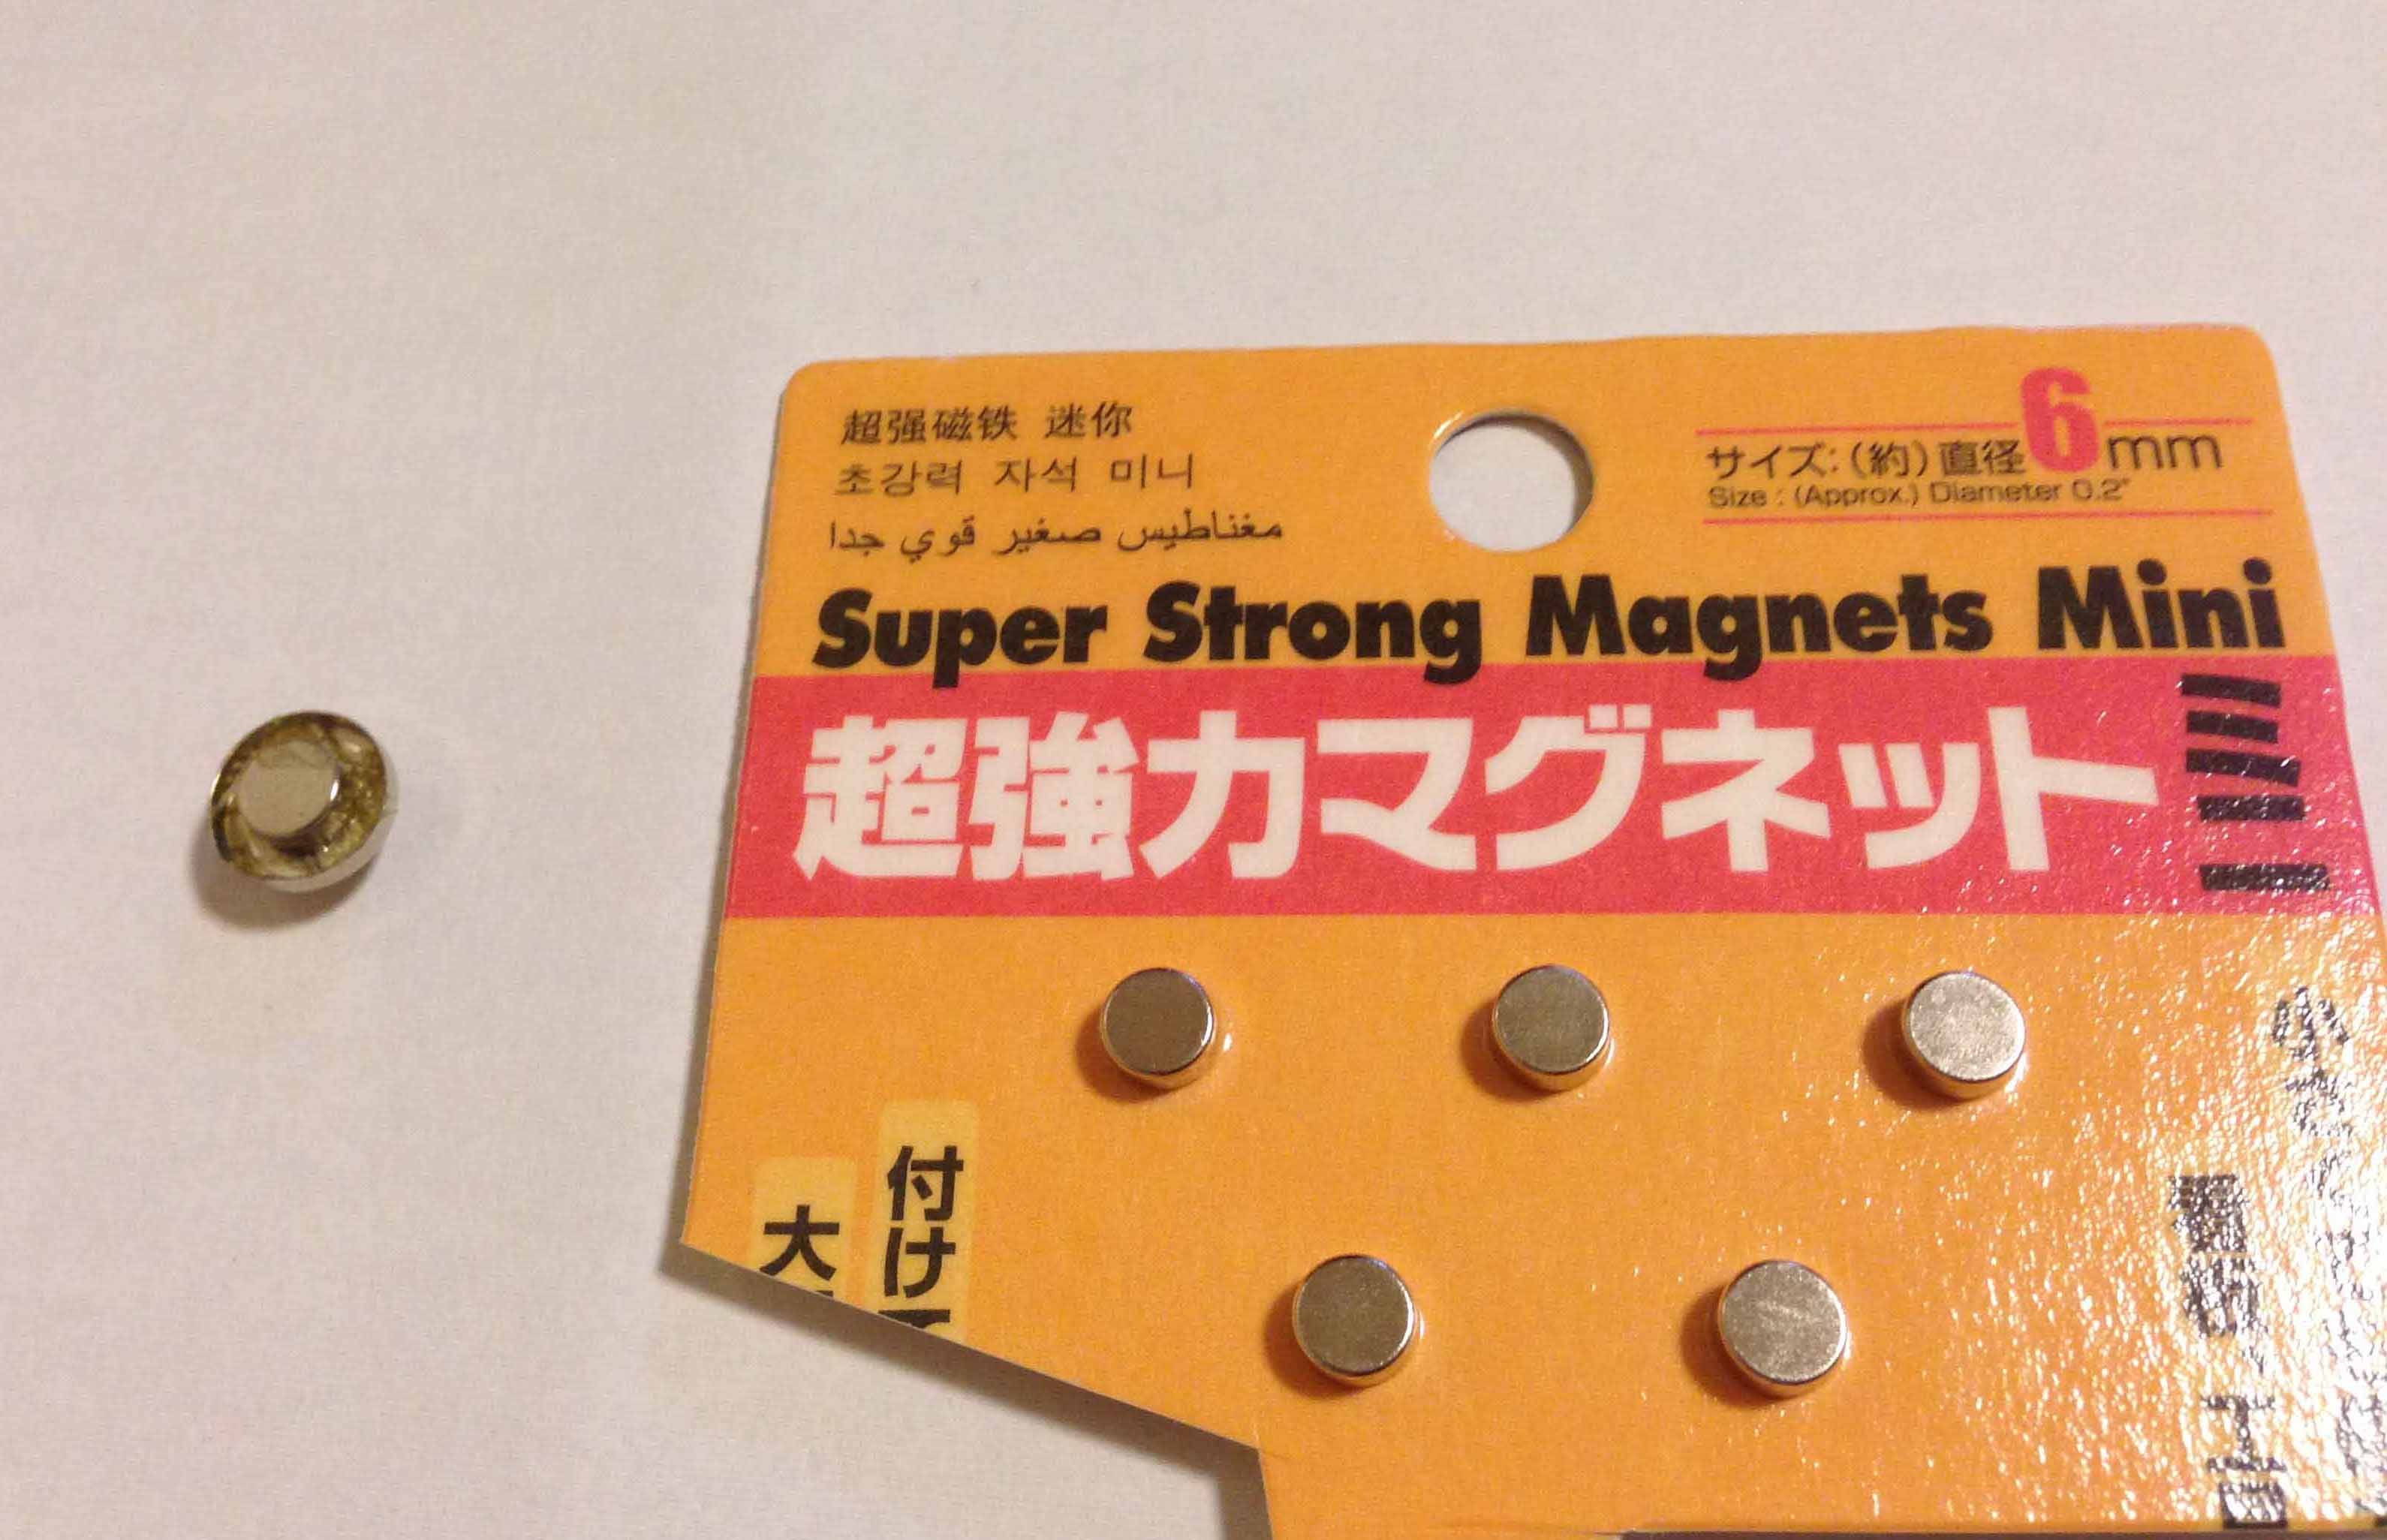 超强磁铁 迷你
초강력 자석 미니
مغناطيس صغير قوي جدا
サイズ:(約)直径6mm
Size : (Approx.) Diameter 0.2"
Super Strong Magnets Mini
超強力マグネット
ミニ
付けて
大